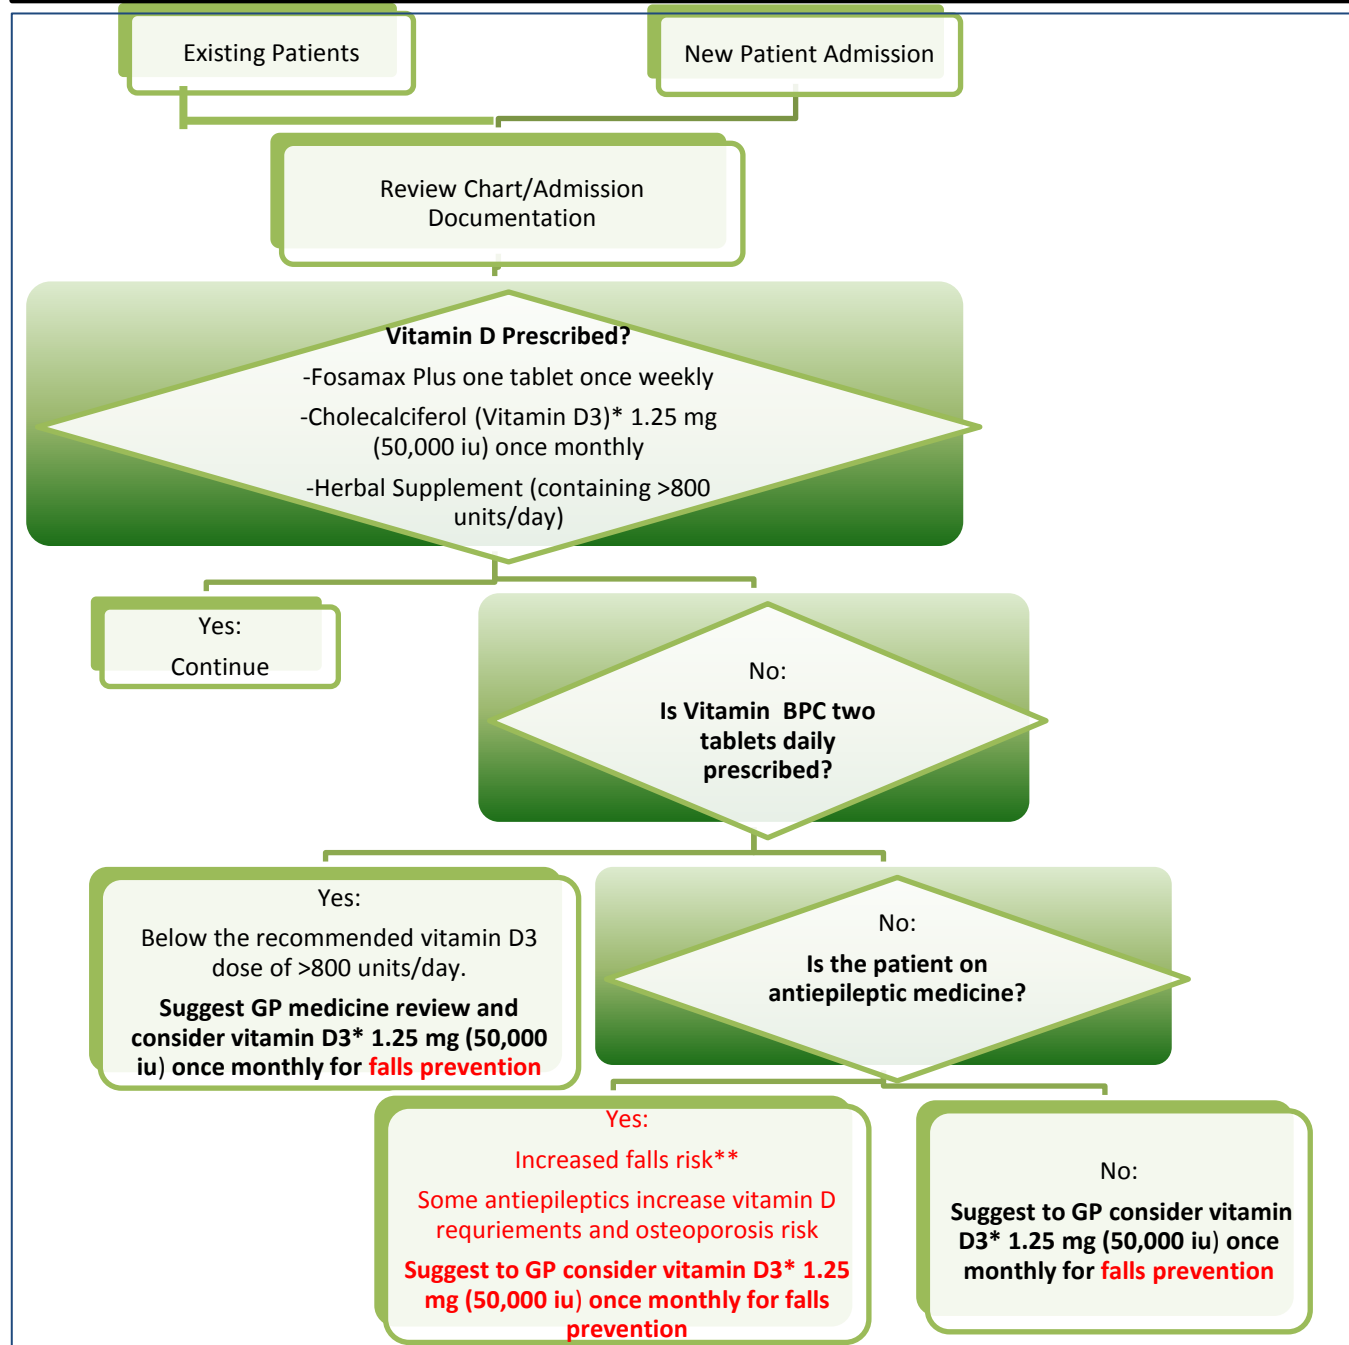 Existing Patients
New Patient Admission
Review Chart/Admission
Documentation
Vitamin D Prescribed?
-Fosamax Plus one tablet once weekly
-Cholecalciferol (Vitamin D3)* 1.25 mg
(50,000 iu) once monthly
-Herbal Supplement (containing >800
units/day)
Yes:
Continue
No:
Is Vitamin  BPC two
tablets daily
prescribed?
Yes:
Below the recommended vitamin D3
dose of >800 units/day.
Suggest GP medicine review and
consider vitamin D3* 1.25 mg (50,000
iu) once monthly for falls prevention
No:
Is the patient on
antiepileptic medicine?
Yes:
Increased falls risk**
Some antiepileptics increase vitamin D
requriements and osteoporosis risk
Suggest to GP consider vitamin D3* 1.25
mg (50,000 iu) once monthly for falls
prevention
No:
Suggest to GP consider vitamin
D3* 1.25 mg (50,000 iu) once
monthly for falls prevention